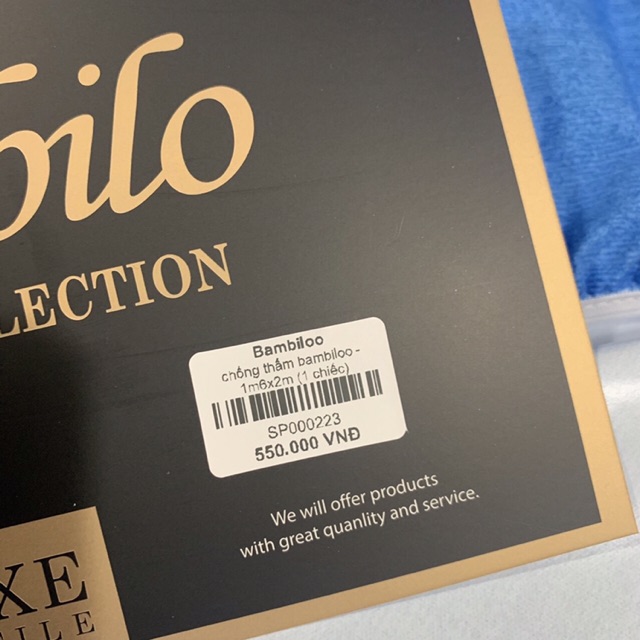 bilo
LECTION
Bambiloo
chống thấm bambiloo -
1m6x2m (1 chiếc)
SP000223
550.000 VNĐ
We will offer products
with great quanlity and service.
XE
TILE